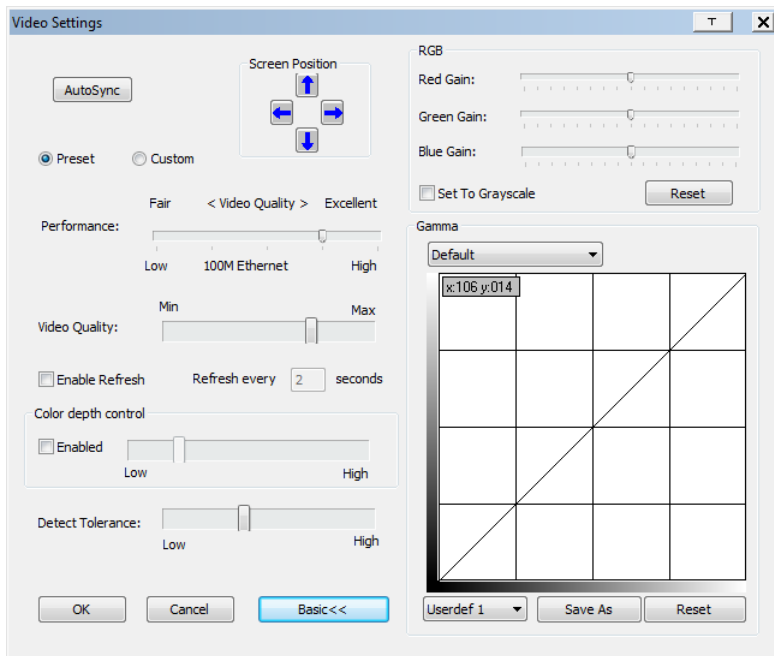 Video Settings
T X
AutoSync
Screen Position
Preset
Custom
Fair < Video Quality > Excellent
Performance:
Low 100M Ethernet High
Min Max
Video Quality:
Enable Refresh Refresh every 2 seconds
Color depth control
Enabled
Low High
Detect Tolerance:
Low High
OK Cancel Basic<<
RGB
Red Gain:
Green Gain:
Blue Gain:
Set To Grayscale Reset
Gamma
Default
x:106 y:014
Userdef 1 Save As Reset